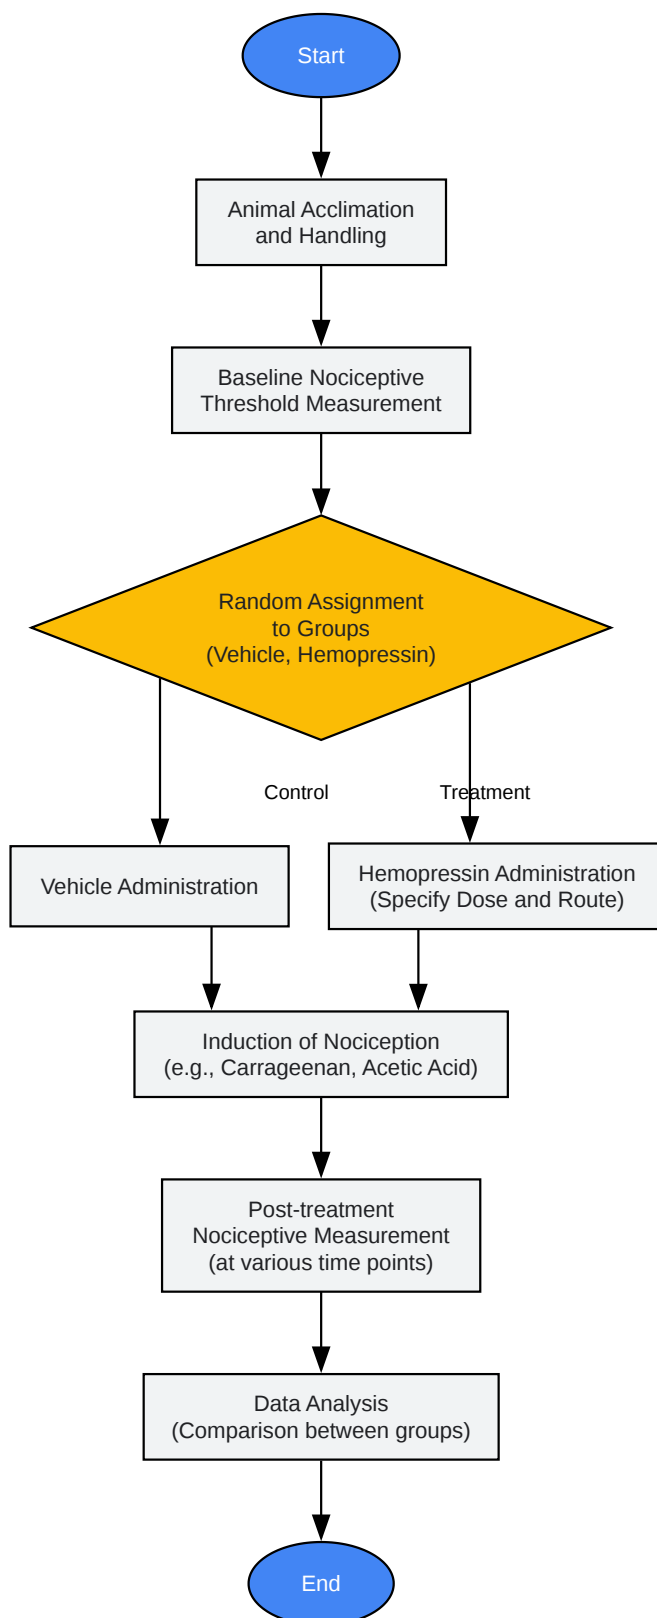 Start
Animal Acclimation
and Handling
Baseline Nociceptive
Threshold Measurement
Random Assignment
to Groups
(Vehicle, Hemopressin)
Control
Treatment
Vehicle Administration
Hemopressin Administration
(Specify Dose and Route)
Induction of Nociception
(e.g., Carrageenan, Acetic Acid)
Post-treatment
Nociceptive Measurement
(at various time points)
Data Analysis
(Comparison between groups)
End